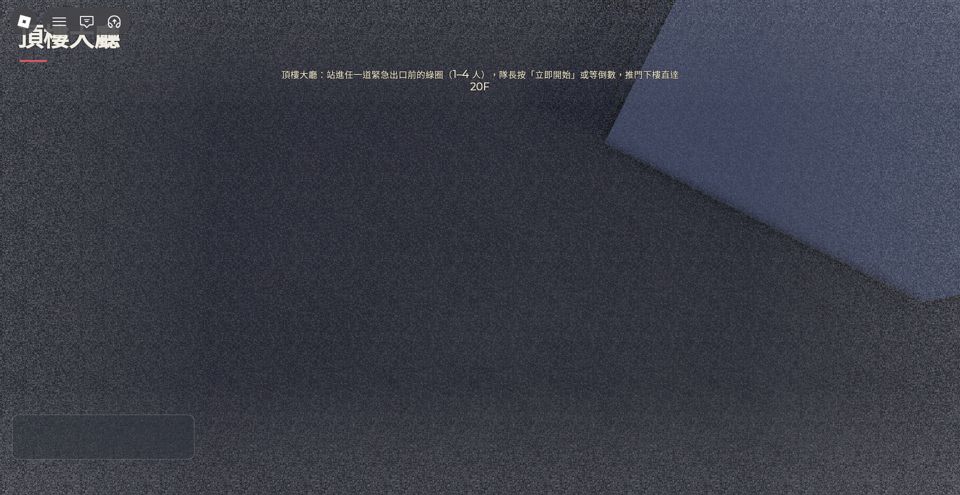 頂樓大廳
頂樓大廳：站進任一道緊急出口前的綠圈（1–4 人），隊長按「立即開始」或等倒數，推門下樓直達
20F